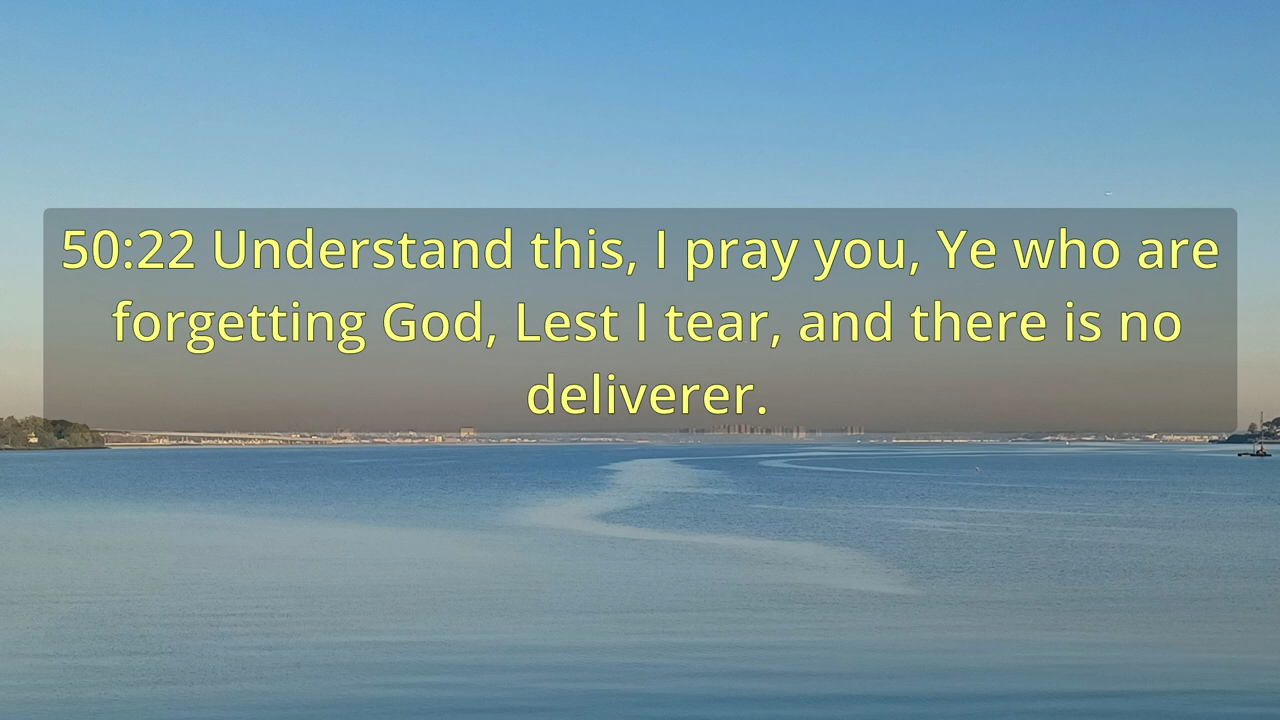 50:22 Understand this, I pray you, Ye who are
forgetting God, Lest I tear, and there is no
deliverer.